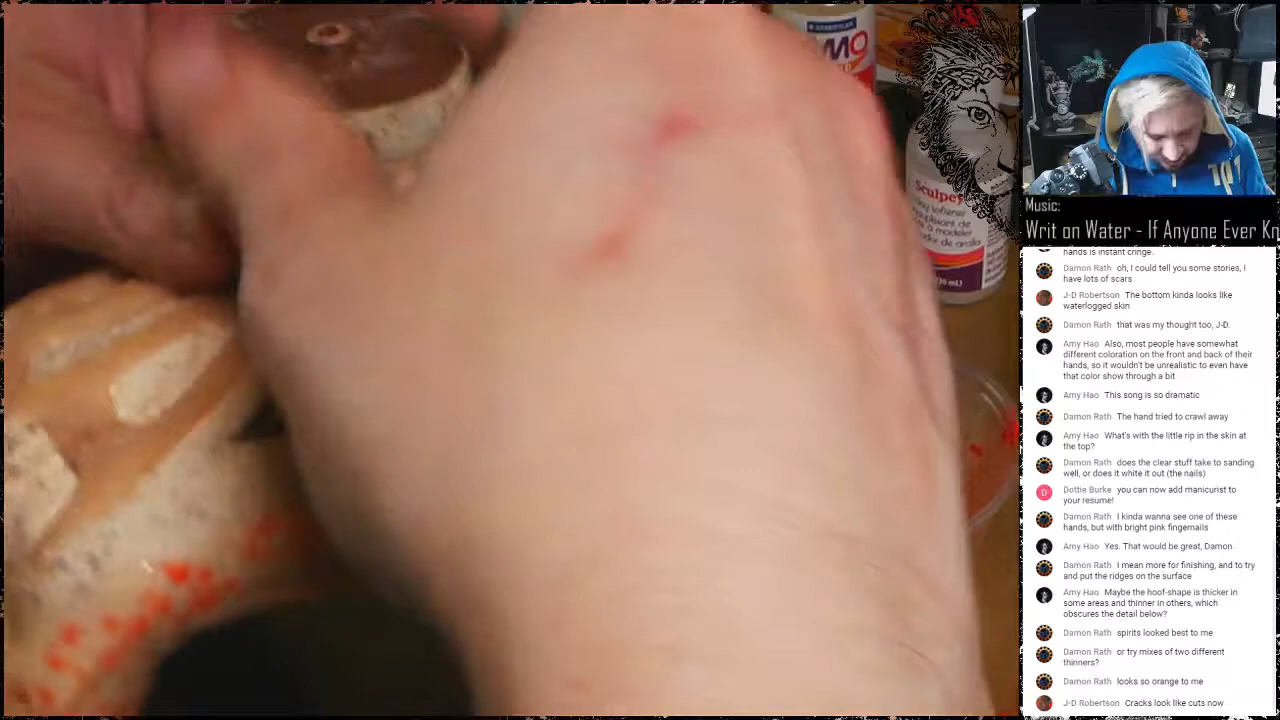 STAEDTLER
MO
Sculpey
softener
Music:
Writ on Water - If Anyone Ever Kn
hands is instant cringe.
Damon Rath oh, I could tell you some stories, I
have lots of scars
J-D Robertson The bottom kinda looks like
waterlogged skin
Damon Rath that was my thought too, J-D.
Amy Hao Also, most people have somewhat
different coloration on the front and back of their
hands, so it wouldn't be unrealistic to even have
that color show through a bit
Amy Hao This song is so dramatic
Damon Rath The hand tried to crawl away
Amy Hao What's with the little rip in the skin at
the top?
Damon Rath does the clear stuff take to sanding
well, or does it white it out (the nails)
D
Dottie Burke you can now add manicurist to
your resume!
Damon Rath I kinda wanna see one of these
hands, but with bright pink fingernails
Amy Hao Yes. That would be great, Damon.
Damon Rath I mean more for finishing, and to try
and put the ridges on the surface
Amy Hao Maybe the hoof-shape is thicker in
some areas and thinner in others, which
obscures the detail below?
Damon Rath spirits looked best to me
Damon Rath or try mixes of two different
thinners?
Damon Rath looks so orange to me
J-D Robertson Cracks look like cuts now